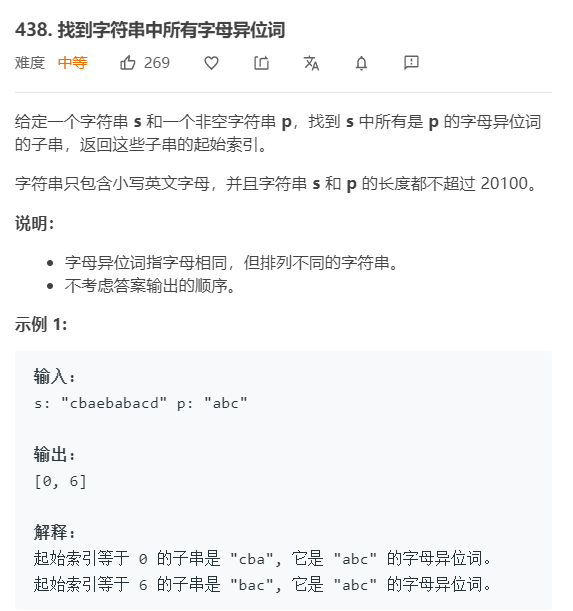 438. 找到字符串中所有字母异位词
难度 中等 269
给定一个字符串 s 和一个非空字符串 p，找到 s 中所有是 p 的字母异位词
的子串，返回这些子串的起始索引。
字符串只包含小写英文字母，并且字符串 s 和 p 的长度都不超过 20100。
说明：
• 字母异位词指字母相同，但排列不同的字符串。
• 不考虑答案输出的顺序。
示例 1:
输入:
s: "cbaebabacd" p: "abc"
输出:
[0, 6]
解释:
起始索引等于 0 的子串是 "cba", 它是 "abc" 的字母异位词。
起始索引等于 6 的子串是 "bac", 它是 "abc" 的字母异位词。